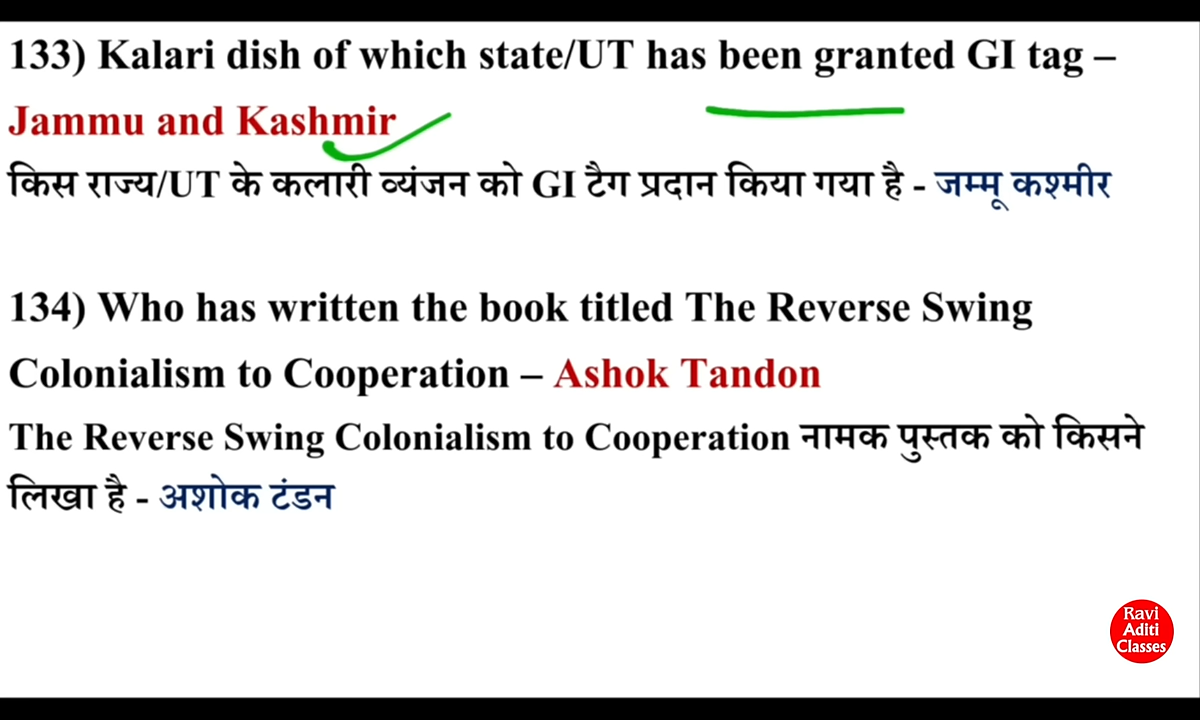 133) Kalari dish of which state/UT has been granted GI tag –
Jammu and Kashmir
किस राज्य/UT के कलारी व्यंजन को GI टैग प्रदान किया गया है - जम्मू कश्मीर
134) Who has written the book titled The Reverse Swing
Colonialism to Cooperation – Ashok Tandon
The Reverse Swing Colonialism to Cooperation नामक पुस्तक को किसने
लिखा है - अशोक टंडन
Ravi
Aditi
Classes